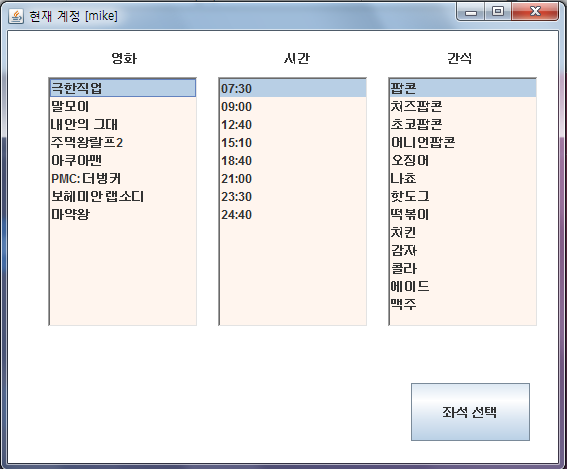 현재 계정 [mike]
영화
시간
간식
극한직업
말모이
내안의 그대
주먹왕랄프2
아쿠아맨
PMC:더벙커
보헤미안랩소디
마약왕
07:30
09:00
12:40
15:10
18:40
21:00
23:30
24:40
팝콘
치즈팝콘
초코팝콘
어니언팝콘
오징어
나쵸
핫도그
떡볶이
치킨
감자
콜라
에이드
맥주
좌석 선택